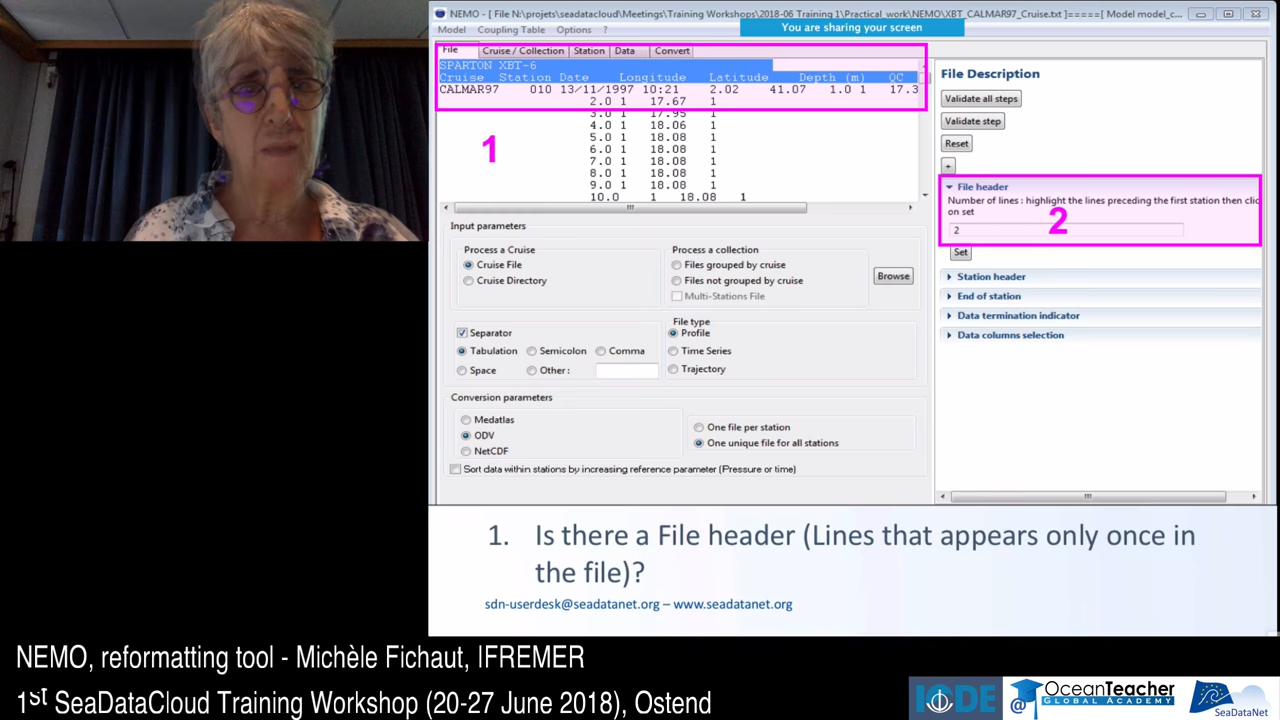 NEMO - [ File N:\projets\seadatacloud\Meetings\Training Workshops\2018-06 Training 1\Practical_work\NEMO\XBT_CALMAR97_Cruise.txt ]=====[ Model model_c...
Model Coupling Table Options ?
You are sharing your screen
File Cruise / Collection Station Data Convert
SPARTON XBT-6
Cruise Station Date Longitude Latitude Depth (m) QC
CALMAR97 010 13/11/1997 10:21 2.02 41.07 1.0 1 17.3
2.0 1 17.67 1
3.0 1 17.95 1
4.0 1 18.06 1
5.0 1 18.08 1
6.0 1 18.08 1
7.0 1 18.08 1
8.0 1 18.08 1
9.0 1 18.08 1
10.0 1 18.08 1
1
Input parameters
Process a Cruise
Cruise File
Cruise Directory
Process a collection
Files grouped by cruise
Files not grouped by cruise
Multi-Stations File
Browse
Separator
Tabulation Semicolon Comma
Space Other :
File type
Profile
Time Series
Trajectory
Conversion parameters
Medatlas
ODV
NetCDF
One file per station
One unique file for all stations
Sort data within stations by increasing reference parameter (Pressure or time)
File Description
Validate all steps
Validate step
Reset
+
File header
Number of lines : highlight the lines preceding the first station then clic
on set
2
2
Set
Station header
End of station
Data termination indicator
Data columns selection
1. Is there a File header (Lines that appears only once in
the file)?
sdn-userdesk@seadatanet.org – www.seadatanet.org
NEMO, reformatting tool - Michèle Fichaut, IFREMER
1st SeaDataCloud Training Workshop (20-27 June 2018), Ostend
IODE
@ OceanTeacher
GLOBAL ACADEMY
SeaDataNet